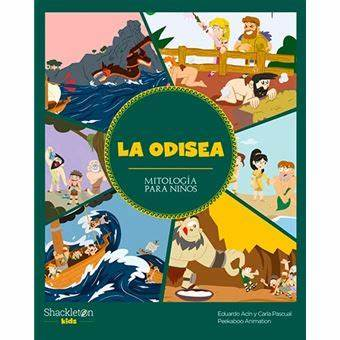 LA ODISEA
MITOLOGÍA
PARA NIÑOS
Shackleton
kids
Eduardo Acín y Carla Pascual
Peekaboo Animation